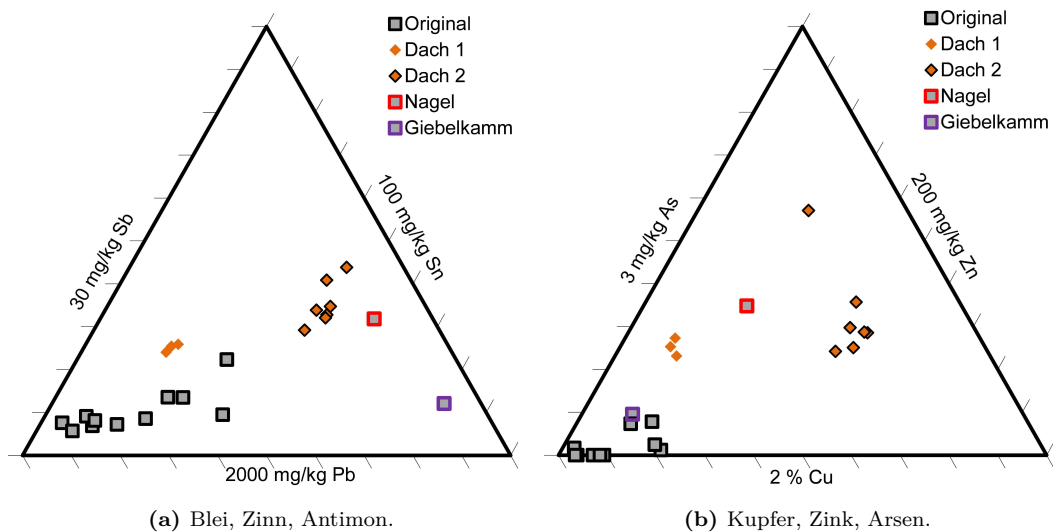 Original
Dach 1
Dach 2
Nagel
Giebelkamm
30 mg/kg Sb
100 mg/kg Sn
2000 mg/kg Pb
(a) Blei, Zinn, Antimon.
Original
Dach 1
Dach 2
Nagel
Giebelkamm
3 mg/kg As
200 mg/kg Zn
2 % Cu
(b) Kupfer, Zink, Arsen.